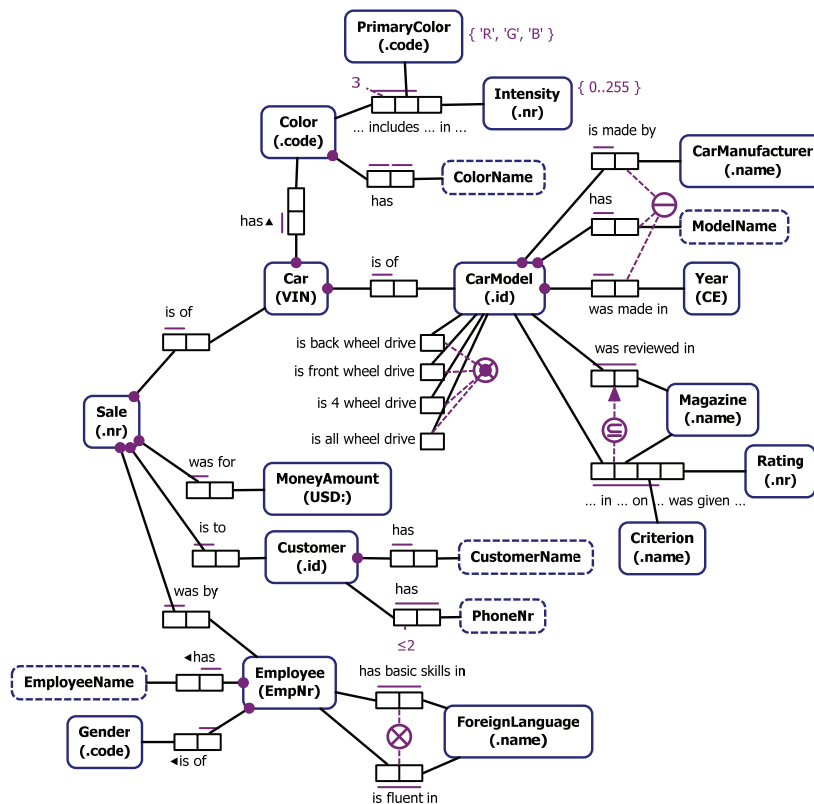 PrimaryColor
(.code)
{ 'R', 'G', 'B' }
3
Intensity
(.nr)
{ 0..255 }
... includes ... in ...
Color
(.code)
ColorName
has
has▲
is made by
CarManufacturer
(.name)
has
ModelName
Car
(VIN)
is of
CarModel
(.id)
Year
(CE)
was made in
is of
is back wheel drive
is front wheel drive
is 4 wheel drive
is all wheel drive
was reviewed in
Magazine
(.name)
Sale
(.nr)
was for
MoneyAmount
(USD:)
Rating
(.nr)
... in ... on ... was given ...
Criterion
(.name)
is to
Customer
(.id)
has
CustomerName
has
PhoneNr
≤2
was by
◄has
EmployeeName
Employee
(EmpNr)
has basic skills in
Gender
(.code)
◄is of
ForeignLanguage
(.name)
is fluent in